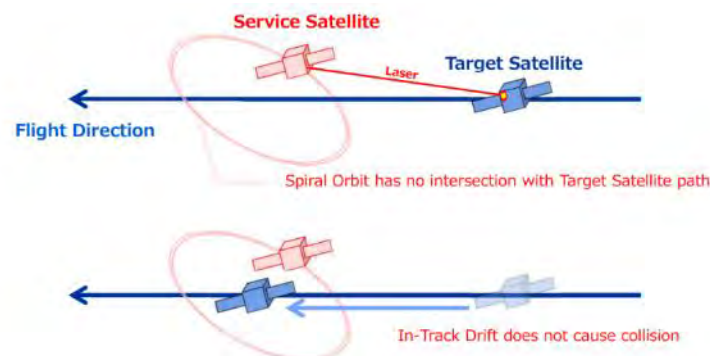 Service Satellite
Laser
Target Satellite
Flight Direction
Spiral Orbit has no intersection with Target Satellite path
In-Track Drift does not cause collision